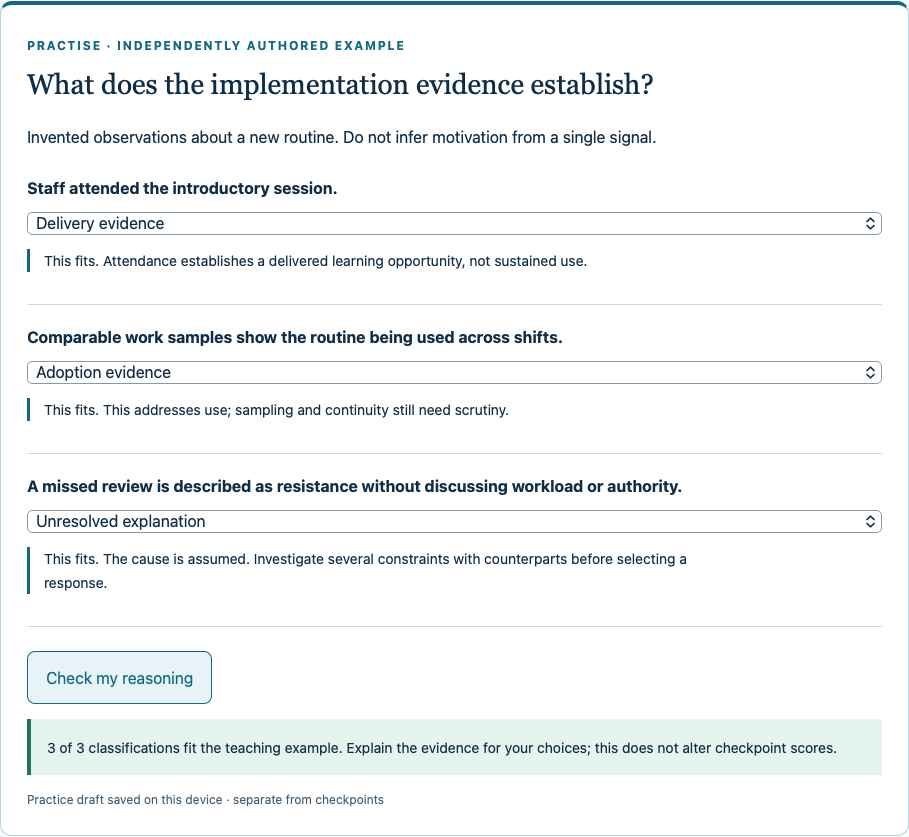 PRACTISE · INDEPENDENTLY AUTHORED EXAMPLE
What does the implementation evidence establish?
Invented observations about a new routine. Do not infer motivation from a single signal.
Staff attended the introductory session.
Delivery evidence
This fits. Attendance establishes a delivered learning opportunity, not sustained use.
Comparable work samples show the routine being used across shifts.
Adoption evidence
This fits. This addresses use; sampling and continuity still need scrutiny.
A missed review is described as resistance without discussing workload or authority.
Unresolved explanation
This fits. The cause is assumed. Investigate several constraints with counterparts before selecting a
response.
Check my reasoning
3 of 3 classifications fit the teaching example. Explain the evidence for your choices; this does not alter checkpoint scores.
Practice draft saved on this device · separate from checkpoints